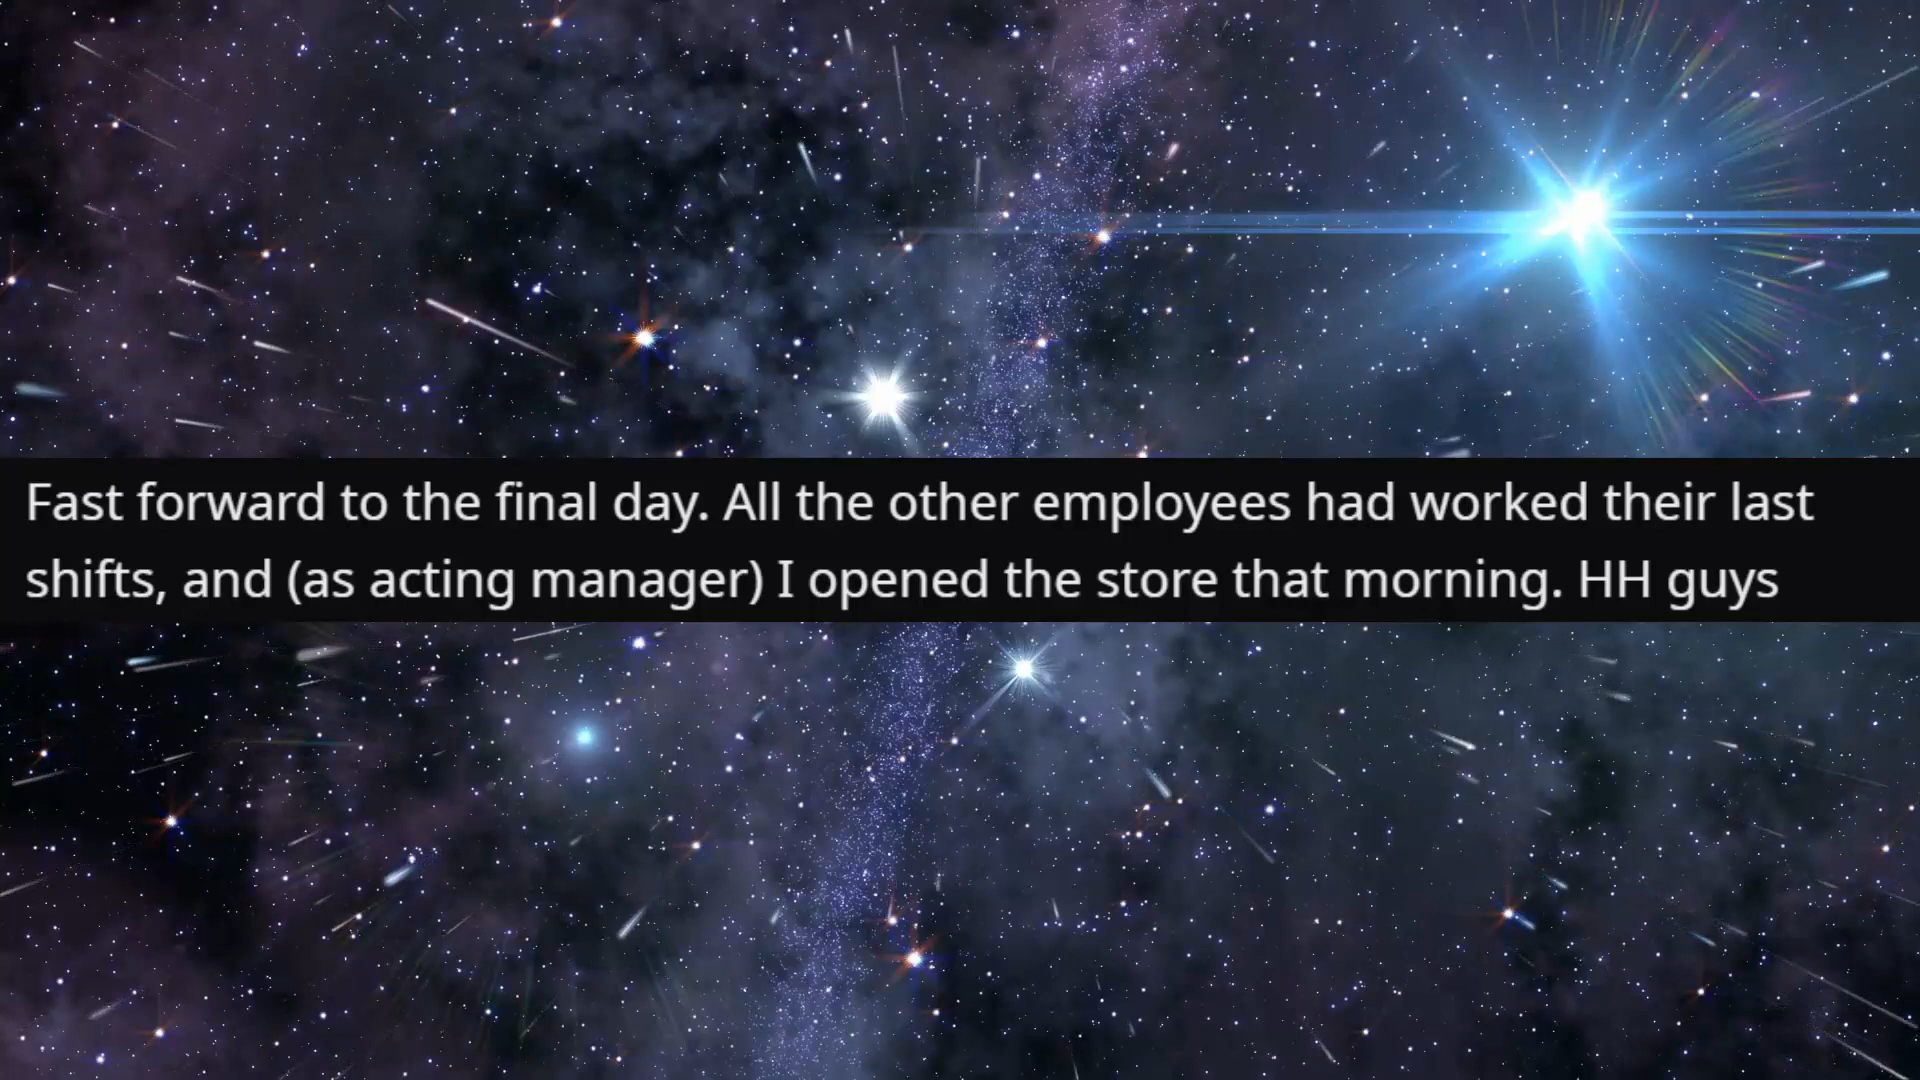 Fast forward to the final day. All the other employees had worked their last
shifts, and (as acting manager) I opened the store that morning. HH guys